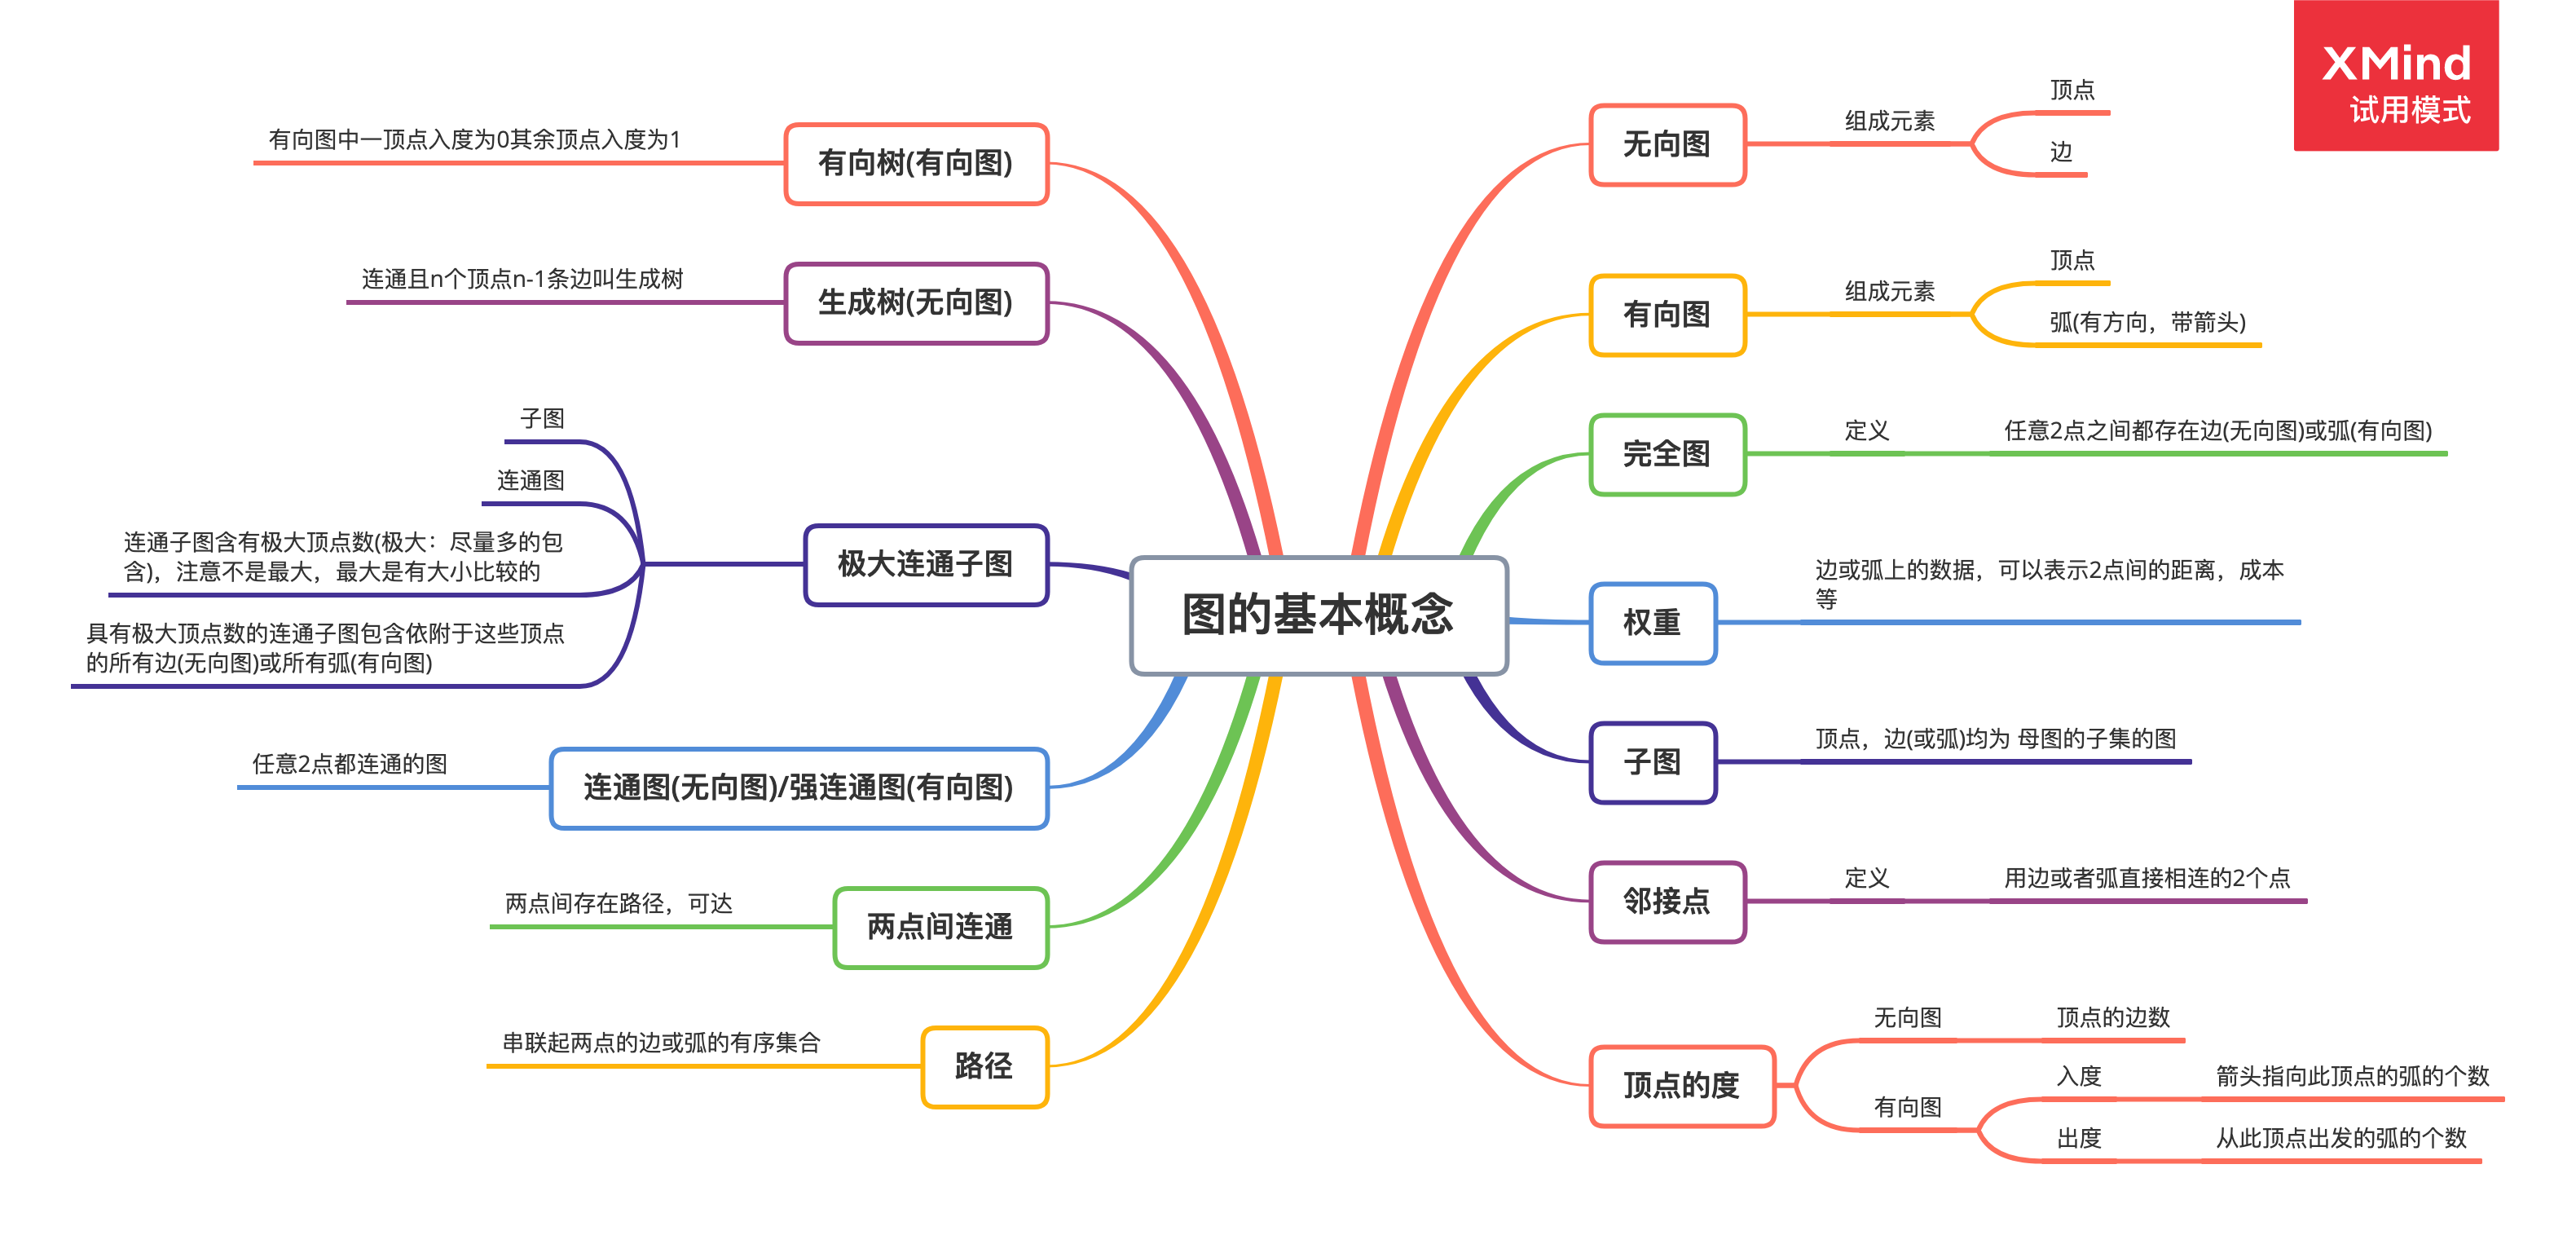 XMind
试用模式
图的基本概念
无向图
组成元素
顶点
边
有向图
组成元素
顶点
弧(有方向，带箭头)
完全图
定义
任意2点之间都存在边(无向图)或弧(有向图)
权重
边或弧上的数据，可以表示2点间的距离，成本
等
子图
顶点，边(或弧)均为 母图的子集的图
邻接点
定义
用边或者弧直接相连的2个点
顶点的度
无向图
顶点的边数
有向图
入度
箭头指向此顶点的弧的个数
出度
从此顶点出发的弧的个数
有向树(有向图)
有向图中一顶点入度为0其余顶点入度为1
生成树(无向图)
连通且n个顶点n-1条边叫生成树
极大连通子图
子图
连通图
连通子图含有极大顶点数(极大：尽量多的包
含)，注意不是最大，最大是有大小比较的
具有极大顶点数的连通子图包含依附于这些顶点
的所有边(无向图)或所有弧(有向图)
连通图(无向图)/强连通图(有向图)
任意2点都连通的图
两点间连通
两点间存在路径，可达
路径
串联起两点的边或弧的有序集合